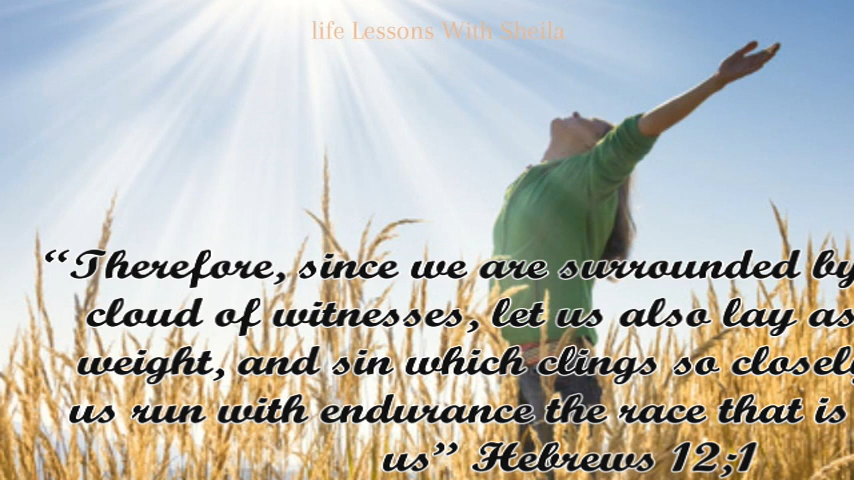 life Lessons With Sheila
“Therefore, since we are surrounded by
cloud of witnesses, let us also lay as
weight, and sin which clings so closely
us run with endurance the race that is
us” Hebrews 12;1